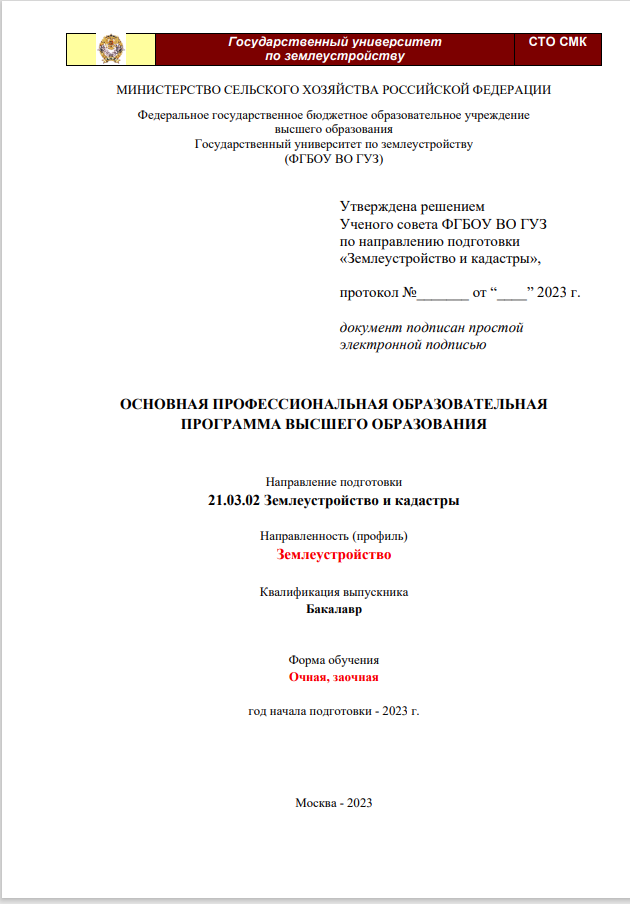 Государственный университет
по землеустройству
СТО СМК
МИНИСТЕРСТВО СЕЛЬСКОГО ХОЗЯЙСТВА РОССИЙСКОЙ ФЕДЕРАЦИИ
Федеральное государственное бюджетное образовательное учреждение
высшего образования
Государственный университет по землеустройству
(ФГБОУ ВО ГУЗ)
Утверждена решением
Ученого совета ФГБОУ ВО ГУЗ
по направлению подготовки
«Землеустройство и кадастры»,
протокол №_______ от “____” 2023 г.
документ подписан простой
электронной подписью
ОСНОВНАЯ ПРОФЕССИОНАЛЬНАЯ ОБРАЗОВАТЕЛЬНАЯ
ПРОГРАММА ВЫСШЕГО ОБРАЗОВАНИЯ
Направление подготовки
21.03.02 Землеустройство и кадастры
Направленность (профиль)
Землеустройство
Квалификация выпускника
Бакалавр
Форма обучения
Очная, заочная
год начала подготовки - 2023 г.
Москва - 2023